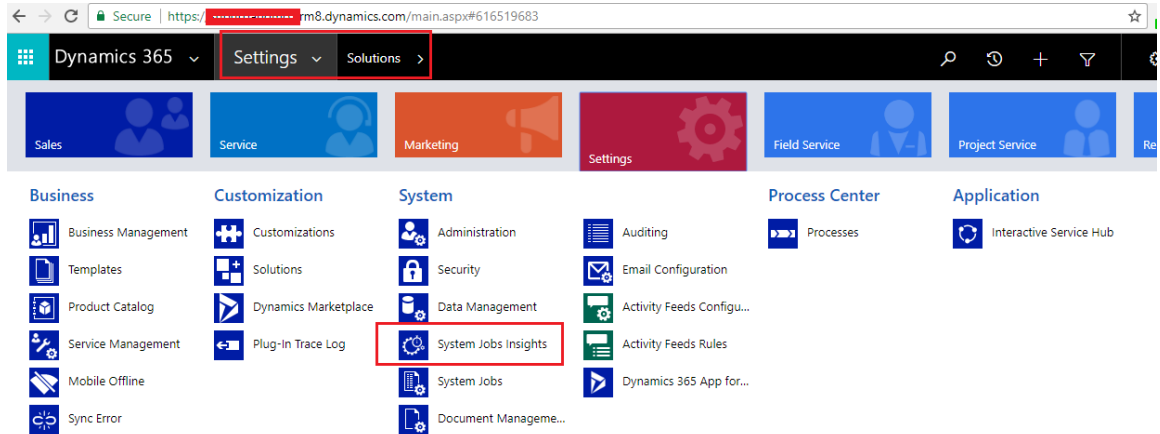 Secure | https:/ rm8.dynamics.com/main.aspx#616519683
Dynamics 365 Settings Solutions
Sales Service Marketing Settings Field Service Project Service Re
Business Customization System Process Center Application
Business Management Customizations Administration Auditing Processes Interactive Service Hub
Templates Solutions Security Email Configuration
Product Catalog Dynamics Marketplace Data Management Activity Feeds Configu...
Service Management Plug-In Trace Log System Jobs Insights Activity Feeds Rules
Mobile Offline System Jobs Dynamics 365 App for...
Sync Error Document Manageme...